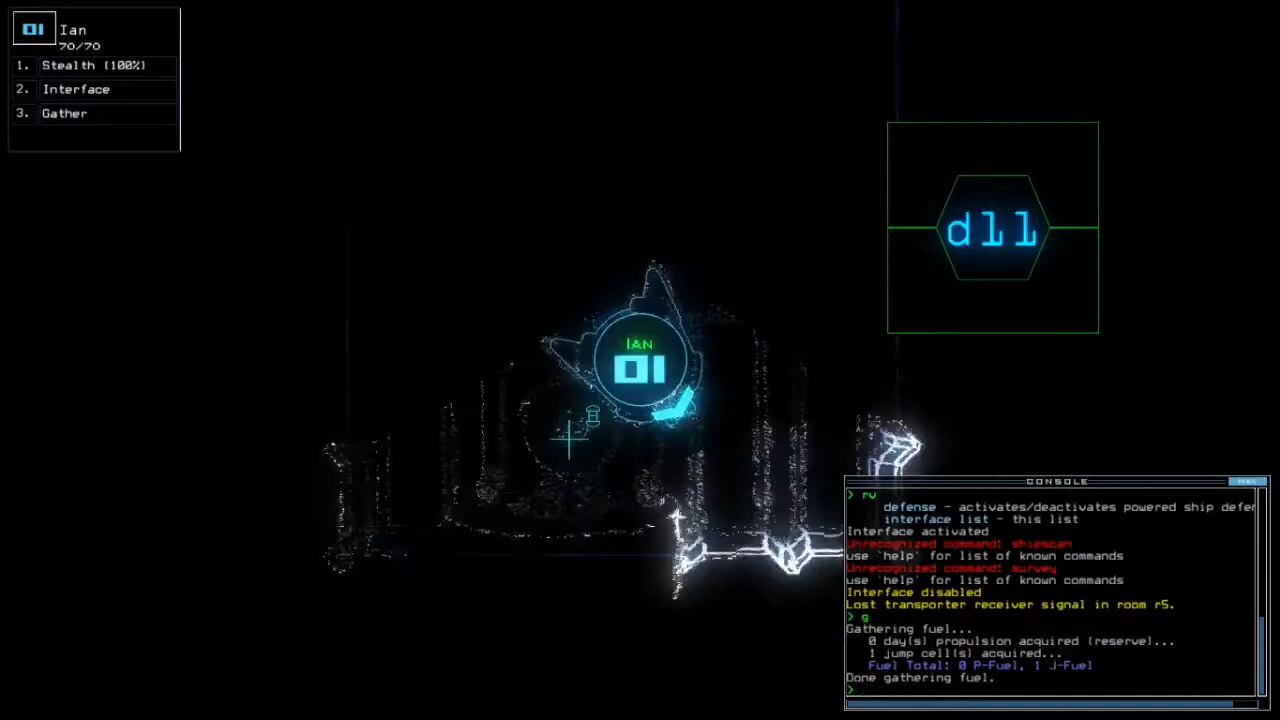 01 Ian
70/70
1. Stealth (100%)
2. Interface
3. Gather
dll
IAN
01
CONSOLE
> rv
defense - activates/deactivates powered ship defen
interface list - this list
Interface activated
Unrecognized command: shipscan
use 'help' for list of known commands
Unrecognized command: survey
use 'help' for list of known commands
Interface disabled
Lost transporter receiver signal in room r5.
> g
Gathering fuel...
0 day(s) propulsion acquired (reserve)...
1 jump cell(s) acquired...
Fuel Total: 0 P-Fuel, 1 J-Fuel
Done gathering fuel.
>